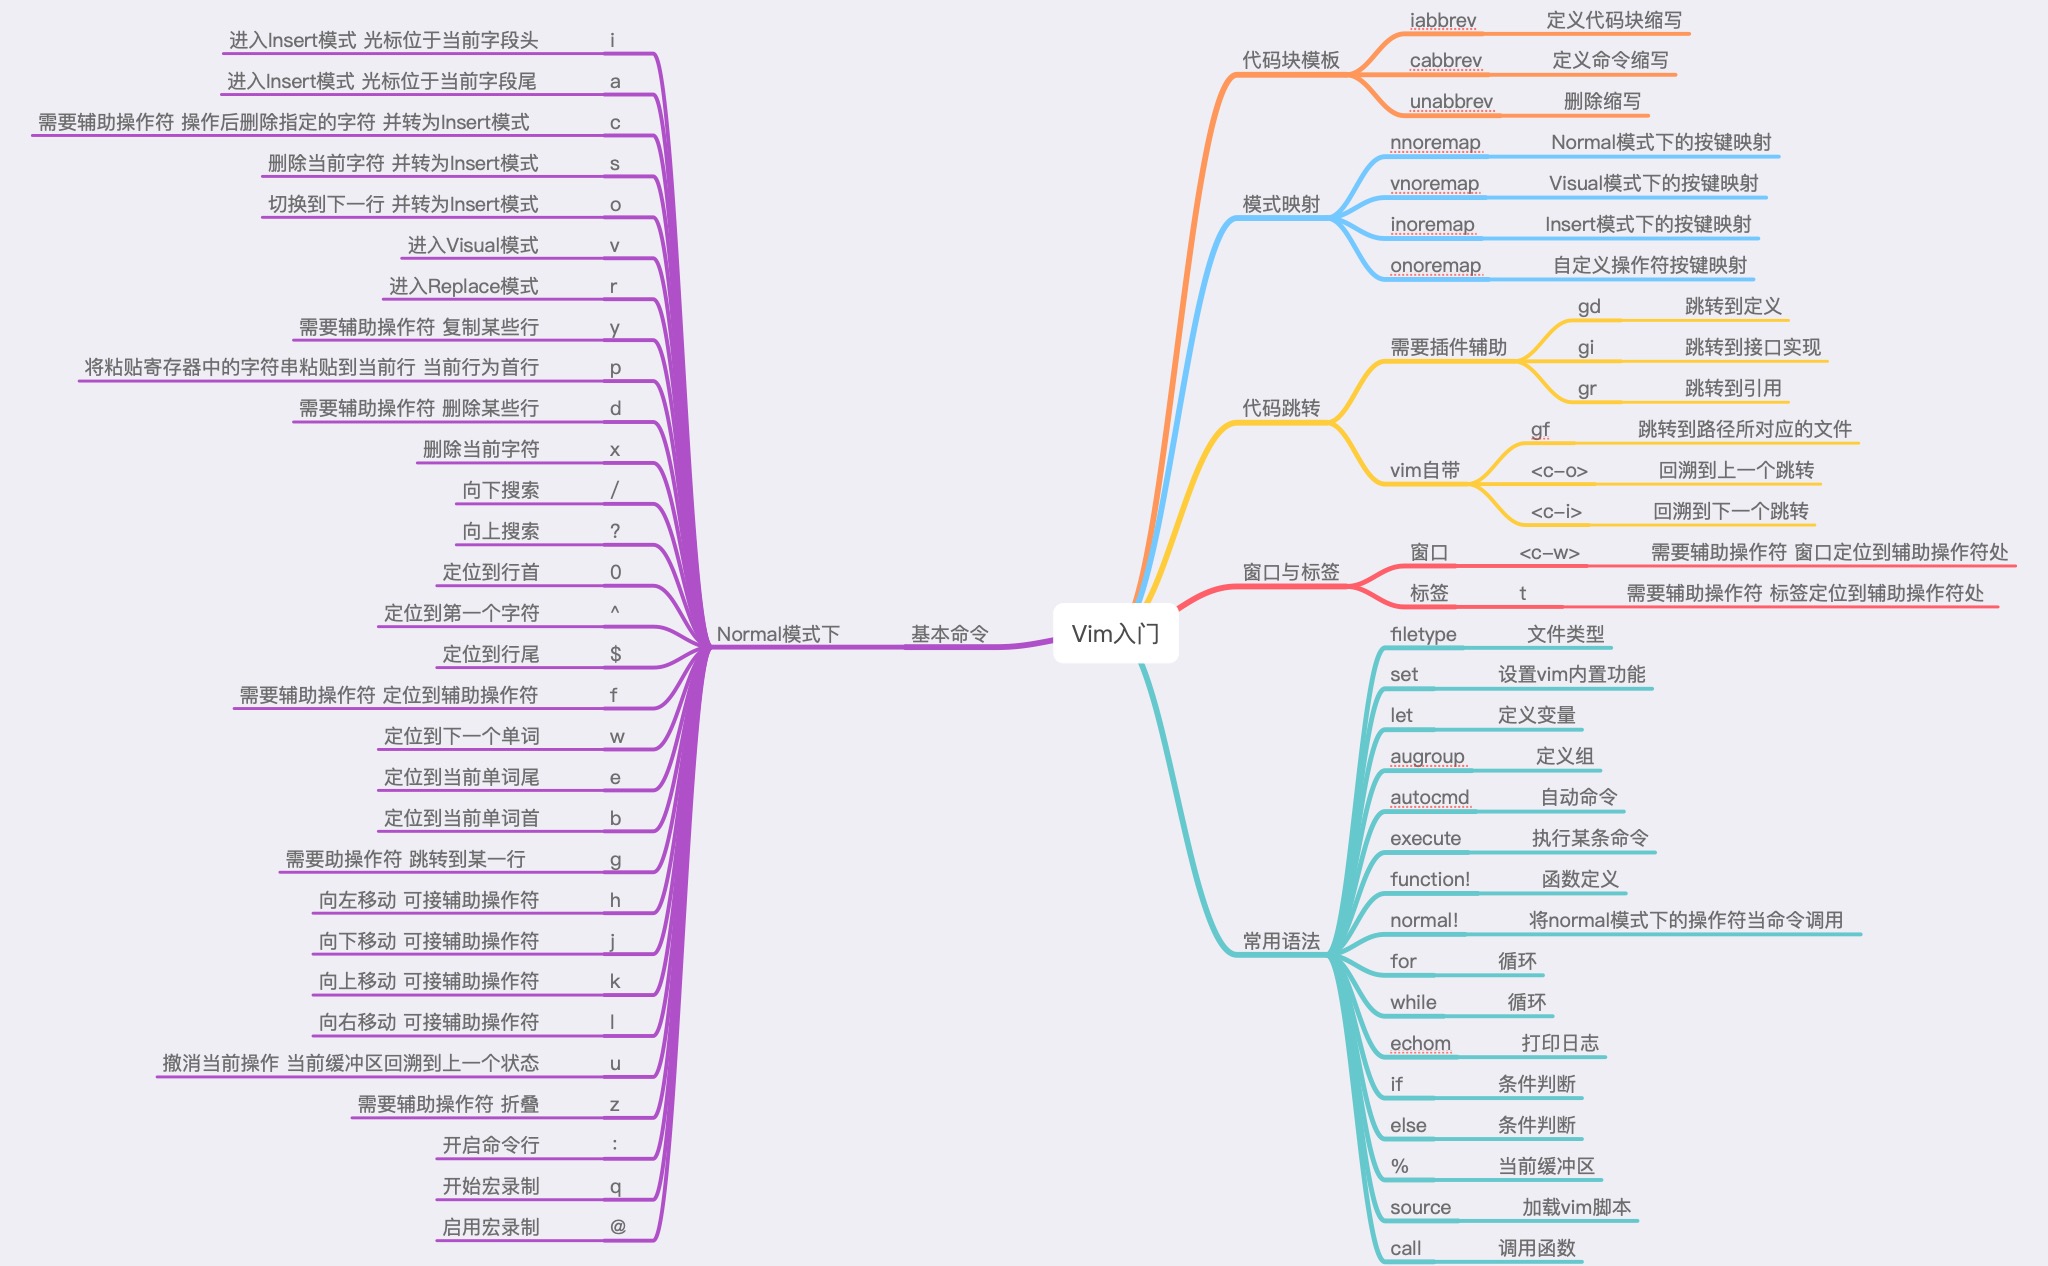 Vim入门
代码块模板
iabbrev 定义代码块缩写
cabbrev 定义命令缩写
unabbrev 删除缩写
模式映射
nnoremap Normal模式下的按键映射
vnoremap Visual模式下的按键映射
inoremap Insert模式下的按键映射
onoremap 自定义操作符按键映射
代码跳转
需要插件辅助
gd 跳转到定义
gi 跳转到接口实现
gr 跳转到引用
vim自带
gf 跳转到路径所对应的文件
<c-o> 回溯到上一个跳转
<c-i> 回溯到下一个跳转
窗口与标签
窗口 <c-w> 需要辅助操作符 窗口定位到辅助操作符处
标签 t 需要辅助操作符 标签定位到辅助操作符处
常用语法
filetype 文件类型
set 设置vim内置功能
let 定义变量
augroup 定义组
autocmd 自动命令
execute 执行某条命令
function! 函数定义
normal! 将normal模式下的操作符当命令调用
for 循环
while 循环
echom 打印日志
if 条件判断
else 条件判断
% 当前缓冲区
source 加载vim脚本
call 调用函数
基本命令
Normal模式下
进入Insert模式 光标位于当前字段头 i
进入Insert模式 光标位于当前字段尾 a
需要辅助操作符 操作后删除指定的字符 并转为Insert模式 c
删除当前字符 并转为Insert模式 s
切换到下一行 并转为Insert模式 o
进入Visual模式 v
进入Replace模式 r
需要辅助操作符 复制某些行 y
将粘贴寄存器中的字符串粘贴到当前行 当前行为首行 p
需要辅助操作符 删除某些行 d
删除当前字符 x
向下搜索 /
向上搜索 ?
定位到行首 0
定位到第一个字符 ^
定位到行尾 $
需要辅助操作符 定位到辅助操作符 f
定位到下一个单词 w
定位到当前单词尾 e
定位到当前单词首 b
需要助操作符 跳转到某一行 g
向左移动 可接辅助操作符 h
向下移动 可接辅助操作符 j
向上移动 可接辅助操作符 k
向右移动 可接辅助操作符 l
撤消当前操作 当前缓冲区回溯到上一个状态 u
需要辅助操作符 折叠 z
开启命令行 :
开始宏录制 q
启用宏录制 @